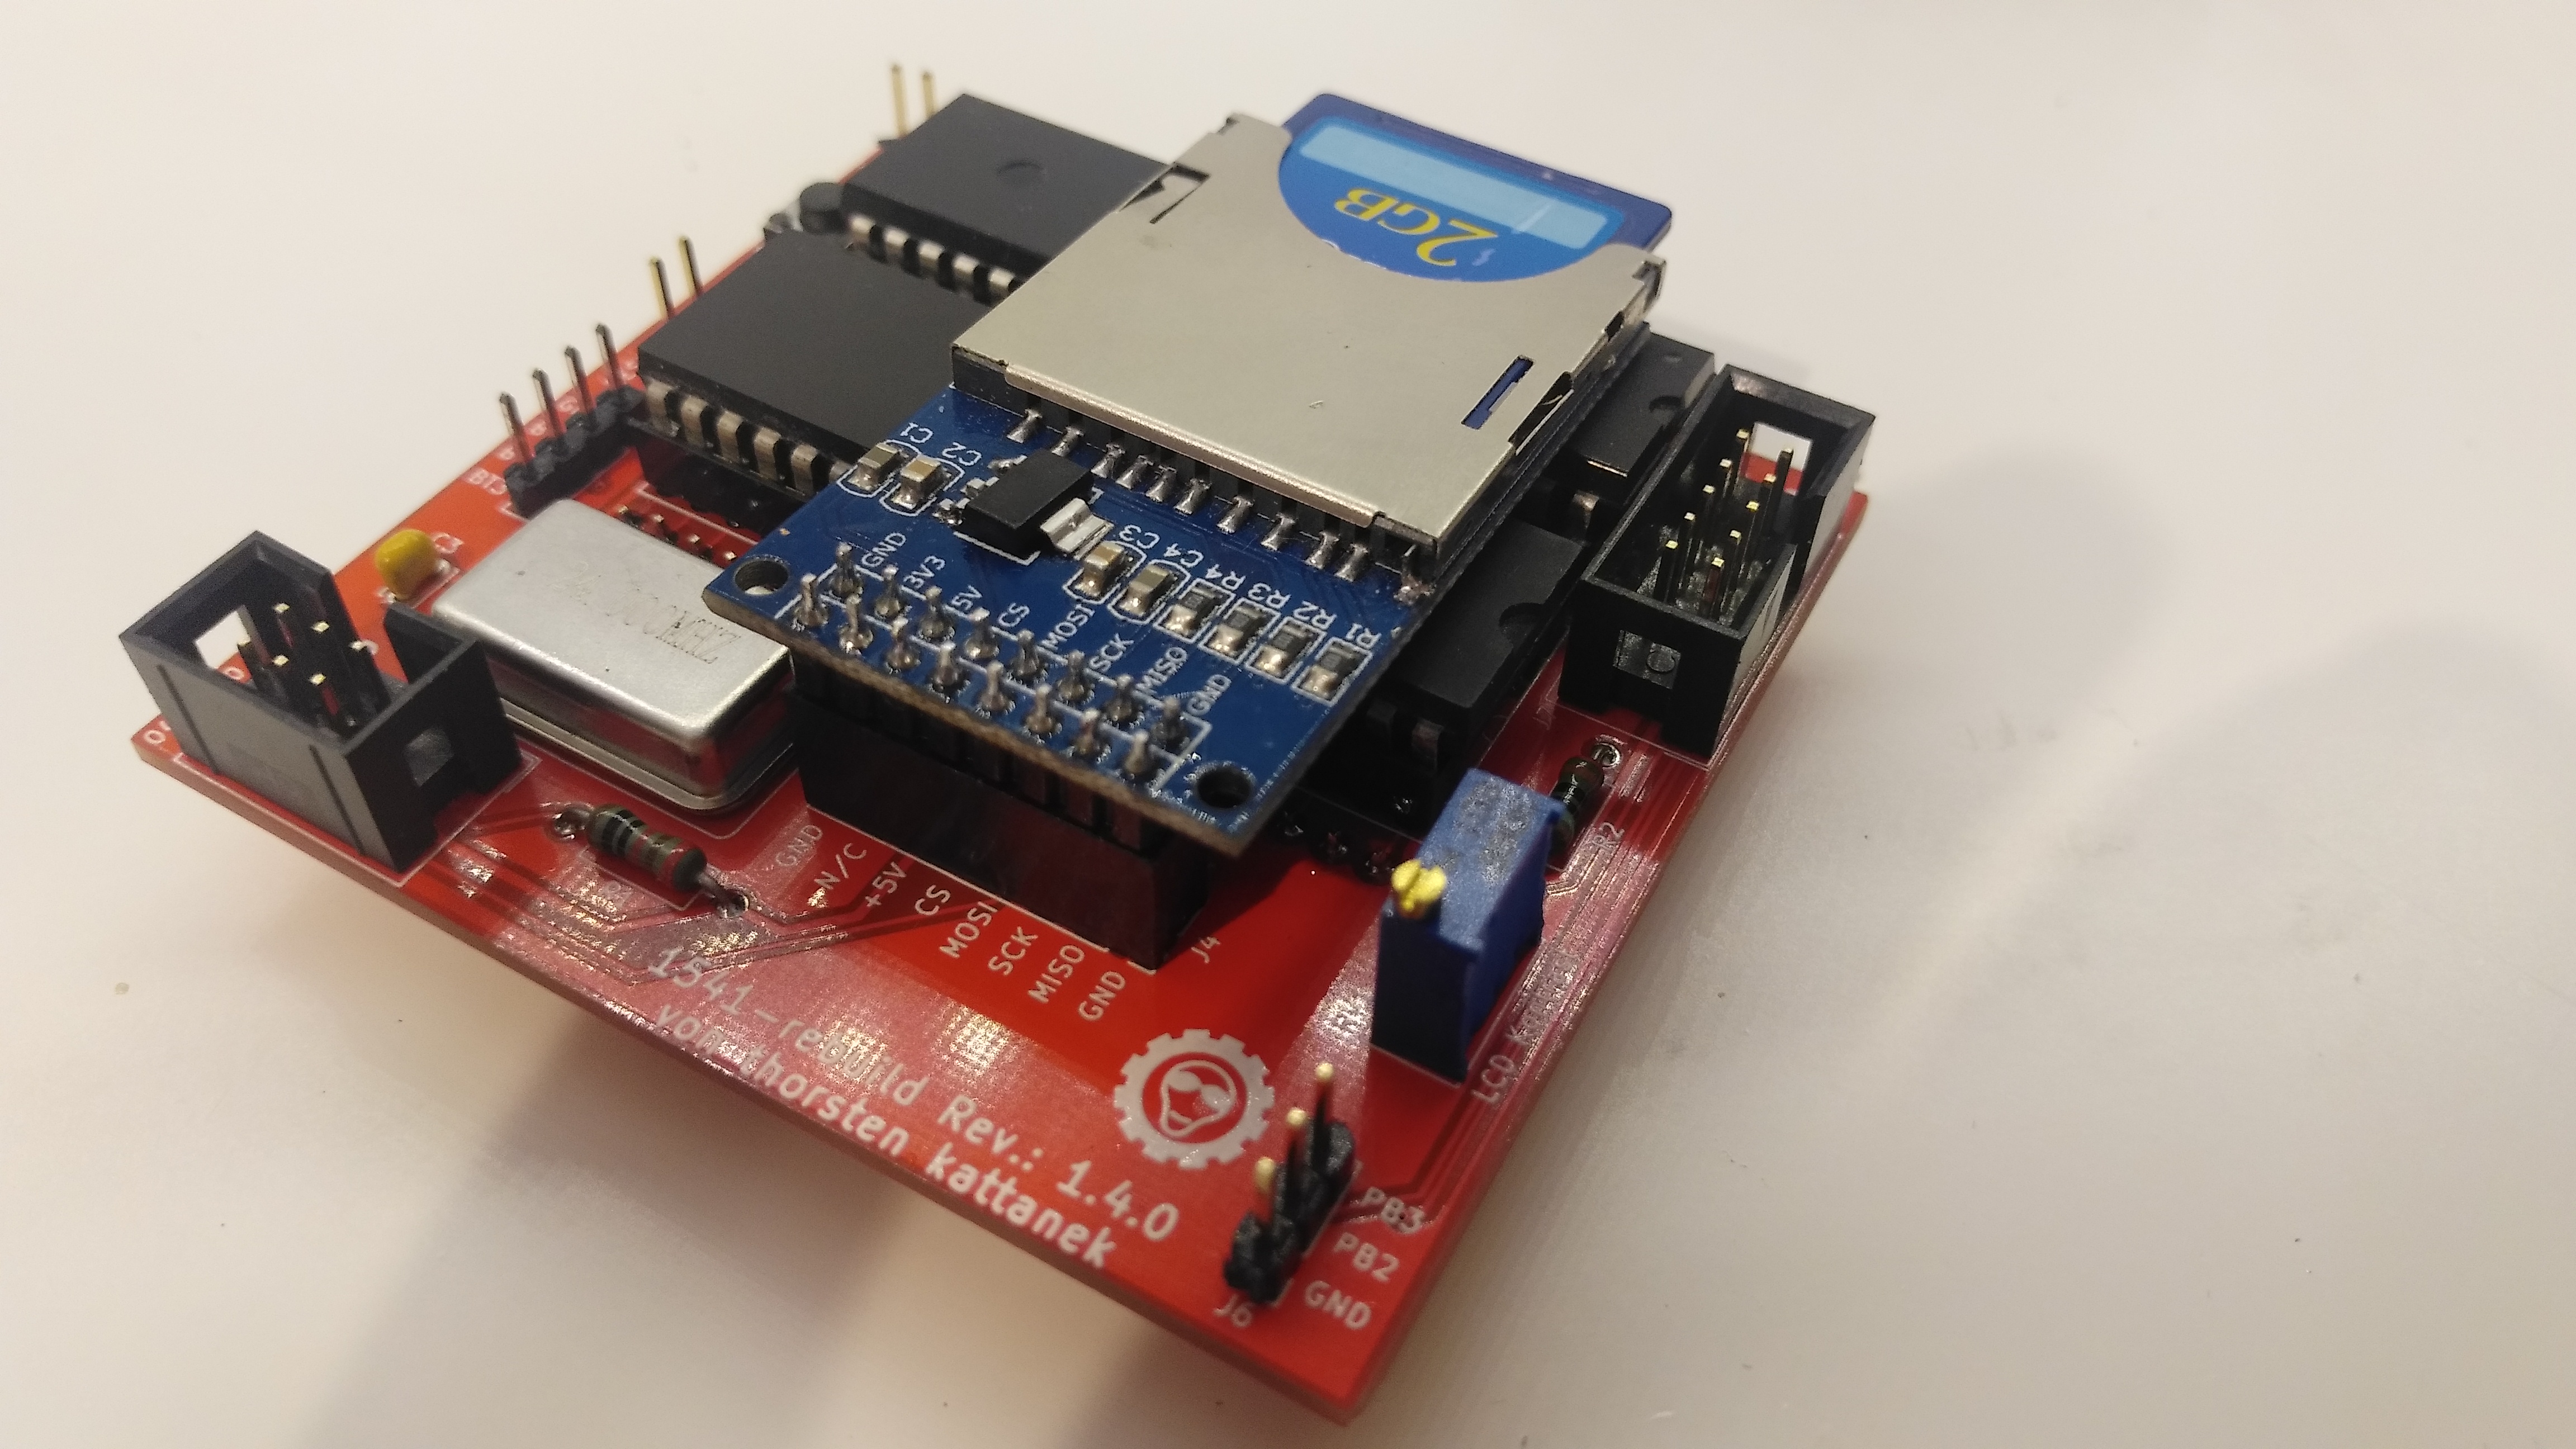 2GB
C1
C2
GND
3V3
5V
CS
MOSI
SCK
MISO
GND
C3
C4
R4
R3
R2
R1
GND
N/C
+5V
CS
MOSI
SCK
MISO
GND
J4
R2
LCD
1541-rebuild Rev.: 1.4.0
von thorsten kattanek
PB3
PB2
GND
J6